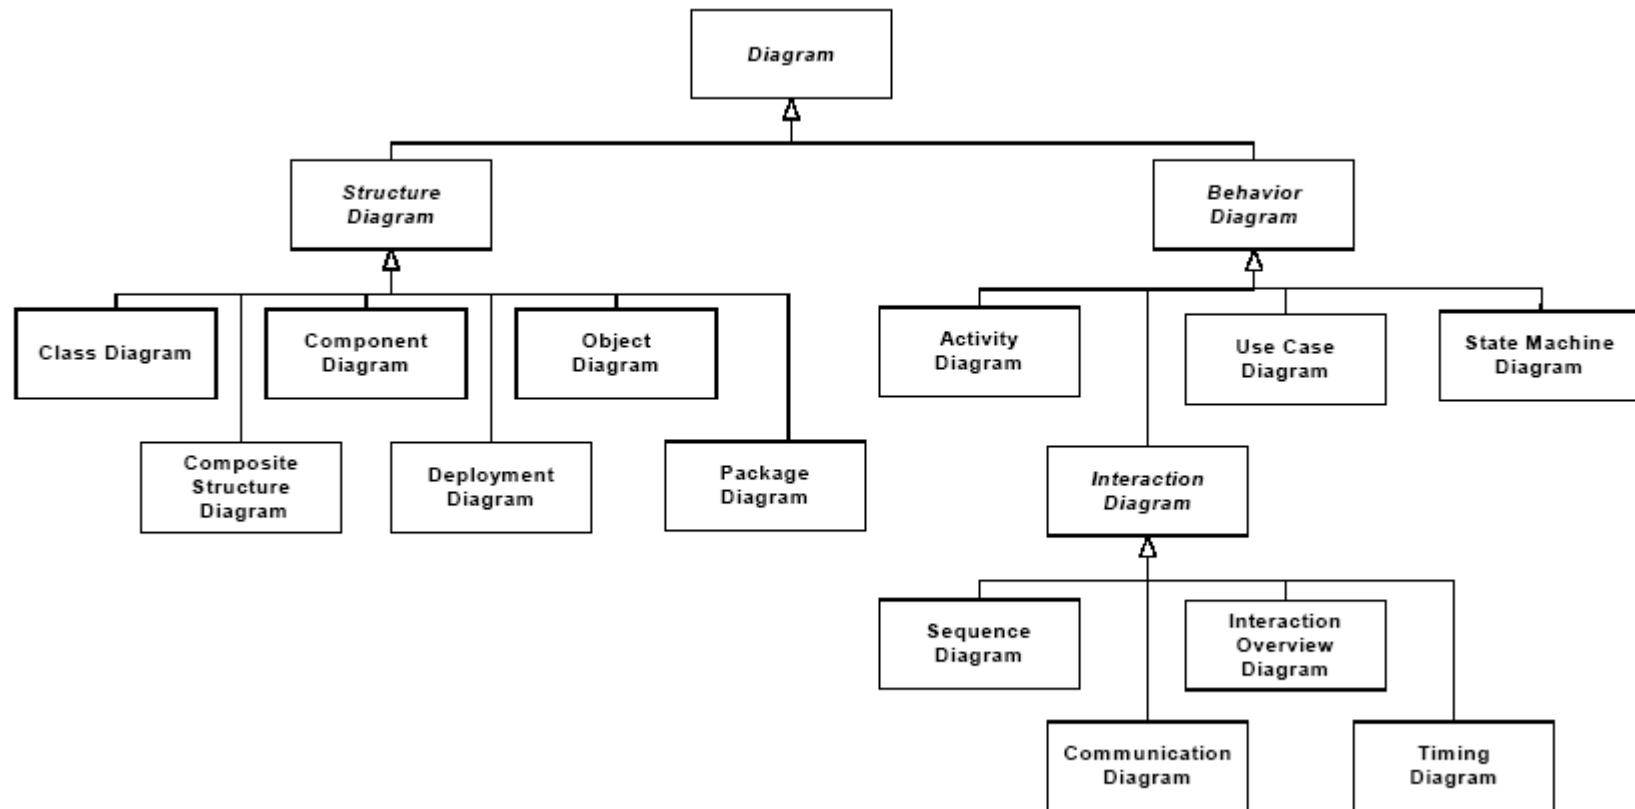 Diagram
Structure
Diagram
Behavior
Diagram
Class Diagram
Component
Diagram
Object
Diagram
Activity
Diagram
Use Case
Diagram
State Machine
Diagram
Composite
Structure
Diagram
Deployment
Diagram
Package
Diagram
Interaction
Diagram
Sequence
Diagram
Interaction
Overview
Diagram
Communication
Diagram
Timing
Diagram